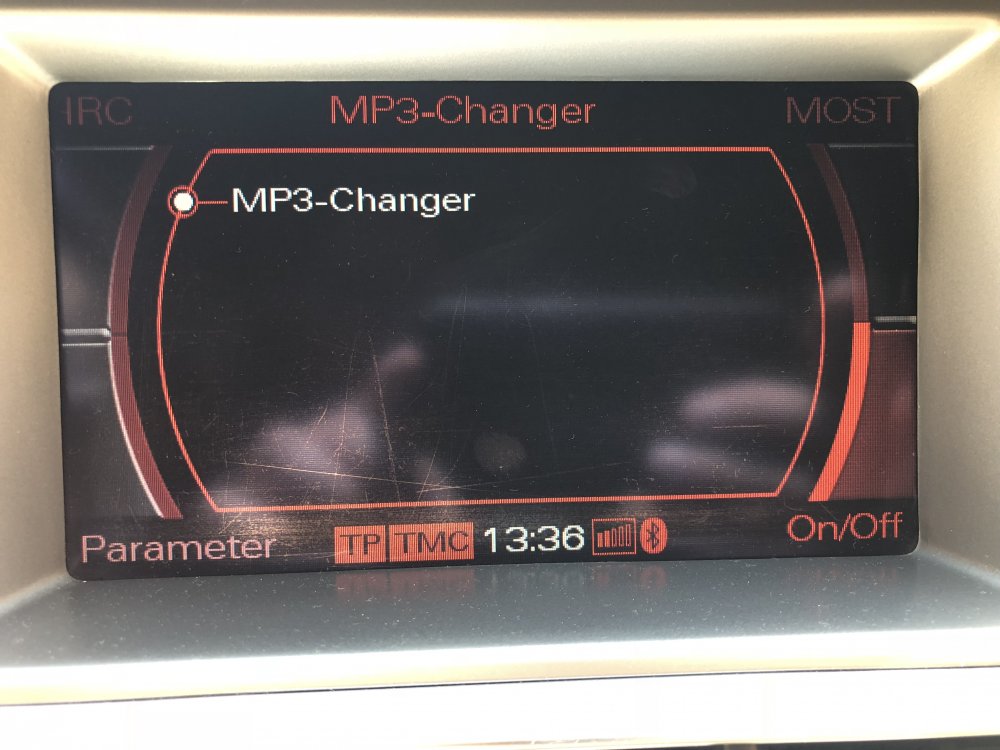 IRC MP3-Changer MOST
MP3-Changer
Parameter TP TMC 13:36 On/Off